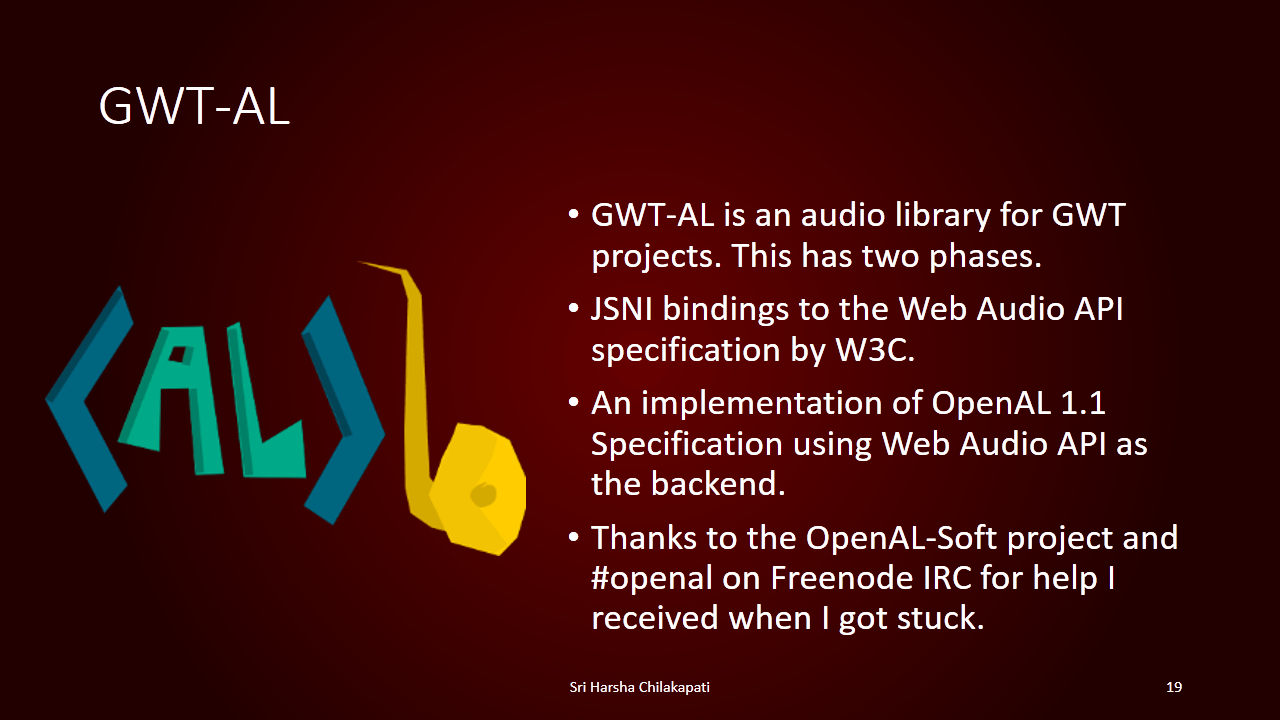 GWT-AL
<AL>
• GWT-AL is an audio library for GWT
projects. This has two phases.
• JSNI bindings to the Web Audio API
specification by W3C.
• An implementation of OpenAL 1.1
Specification using Web Audio API as
the backend.
• Thanks to the OpenAL-Soft project and
#openal on Freenode IRC for help I
received when I got stuck.
Sri Harsha Chilakapati
19